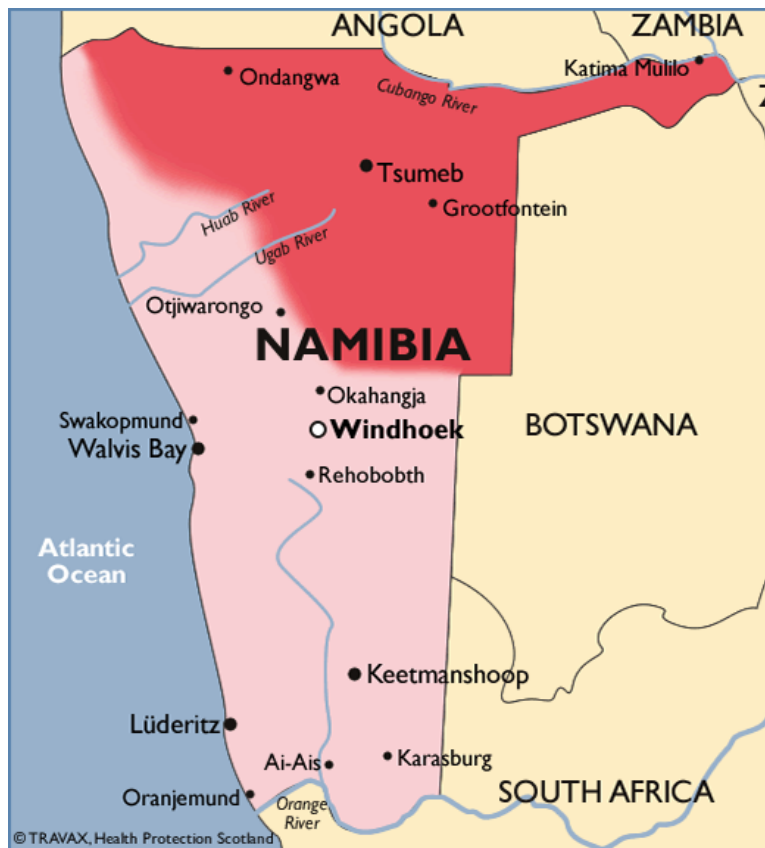 ANGOLA
ZAMBIA
Katima Mulilo
Ondangwa
Cubango River
Z
Tsumeb
Grootfontein
Huab River
Ugab River
Otjiwarongo
NAMIBIA
Okahangja
Swakopmund
Windhoek
BOTSWANA
Walvis Bay
Rehobobth
Atlantic
Ocean
Keetmanshoop
Lüderitz
Ai-Ais
Karasburg
Oranjemund
Orange
River
SOUTH AFRICA
© TRAVAX, Health Protection Scotland